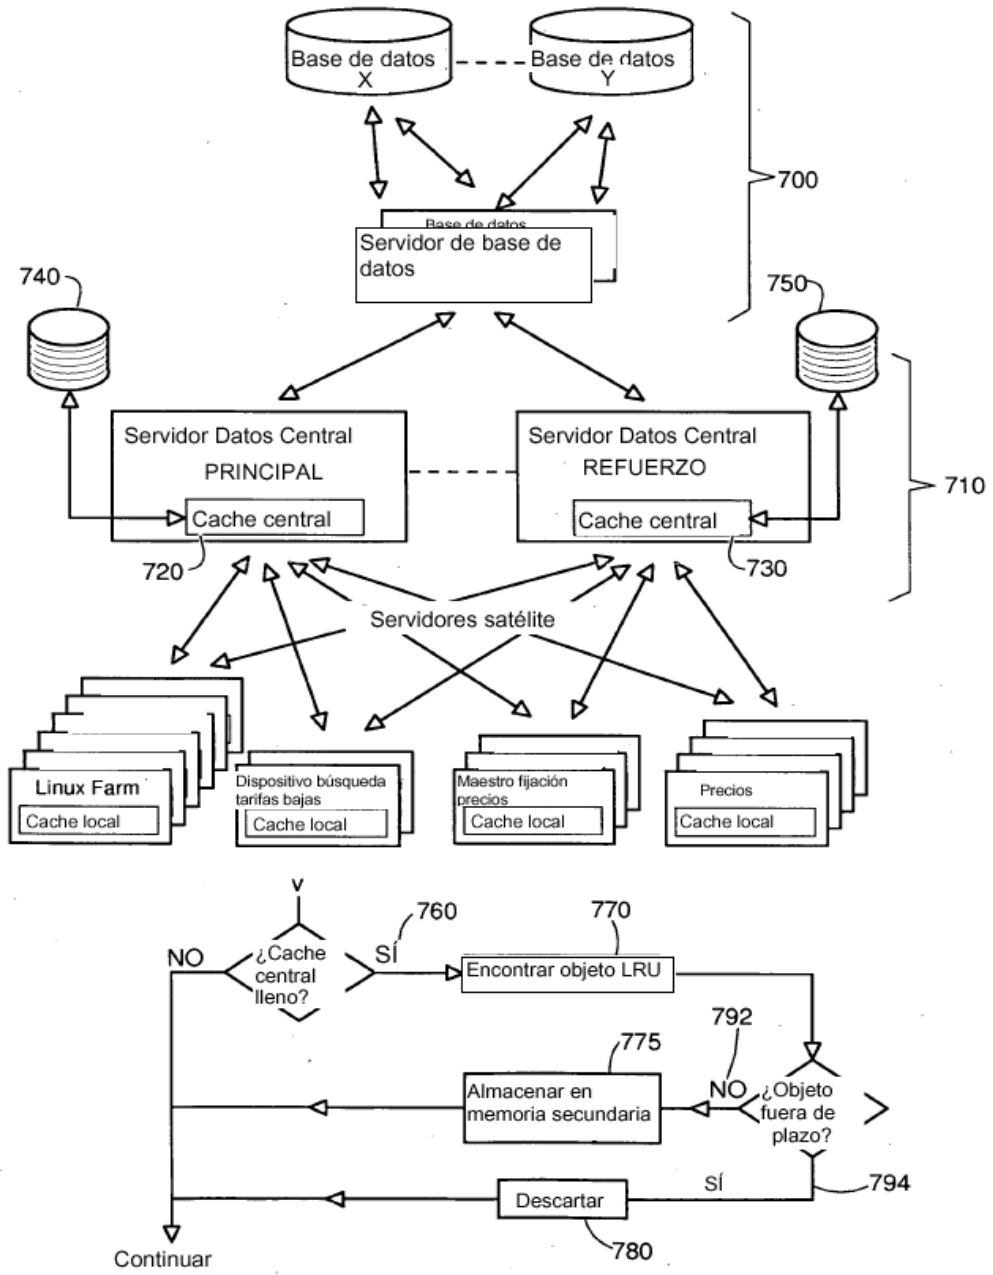 Base de datos
X
Base de datos
Y
700
Base de datos
Servidor de base de
datos
740
750
Servidor Datos Central
PRINCIPAL
Cache central
720
Servidor Datos Central
REFUERZO
Cache central
730
710
Servidores satélite
Linux Farm
Cache local
Dispositivo búsqueda
tarifas bajas
Cache local
Maestro fijación
precios
Cache local
Precios
Cache local
V
760
770
NO
¿Cache
central
lleno?
SÍ
Encontrar objeto LRU
792
775
NO
¿Objeto
fuera de
plazo?
Almacenar en
memoria secundaria
SÍ
794
Descartar
780
Continuar